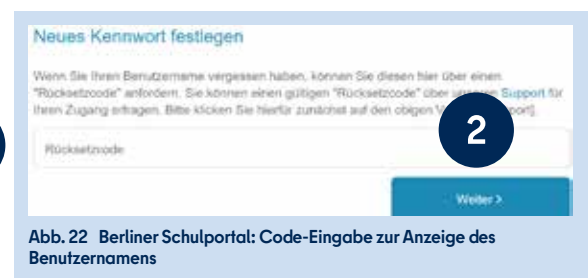 Neues Kennwort festlegen
Wenn Sie Ihren Benutzername vergessen haben, können Sie diesen hier über einen
"Rücksetzcode" anfordern. Sie können einen gültigen "Rücksetzcode" über unseren Support für
Ihren Zugang erfragen. Bitte klicken Sie hierfür zunächst auf den obigen
2
Rücksetzcode
Weiter >
Abb. 22 Berliner Schulportal: Code-Eingabe zur Anzeige des
Benutzernamens